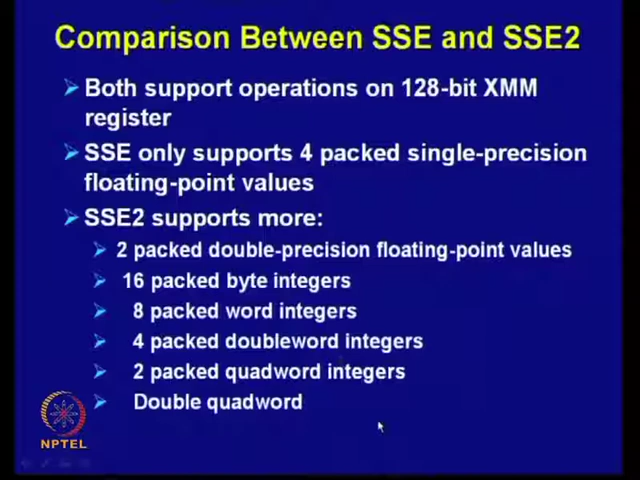 Comparison Between SSE and SSE2
Both support operations on 128-bit XMM
register
SSE only supports 4 packed single-precision
floating-point values
SSE2 supports more:
2 packed double-precision floating-point values
16 packed byte integers
8 packed word integers
4 packed doubleword integers
2 packed quadword integers
Double quadword
NPTEL